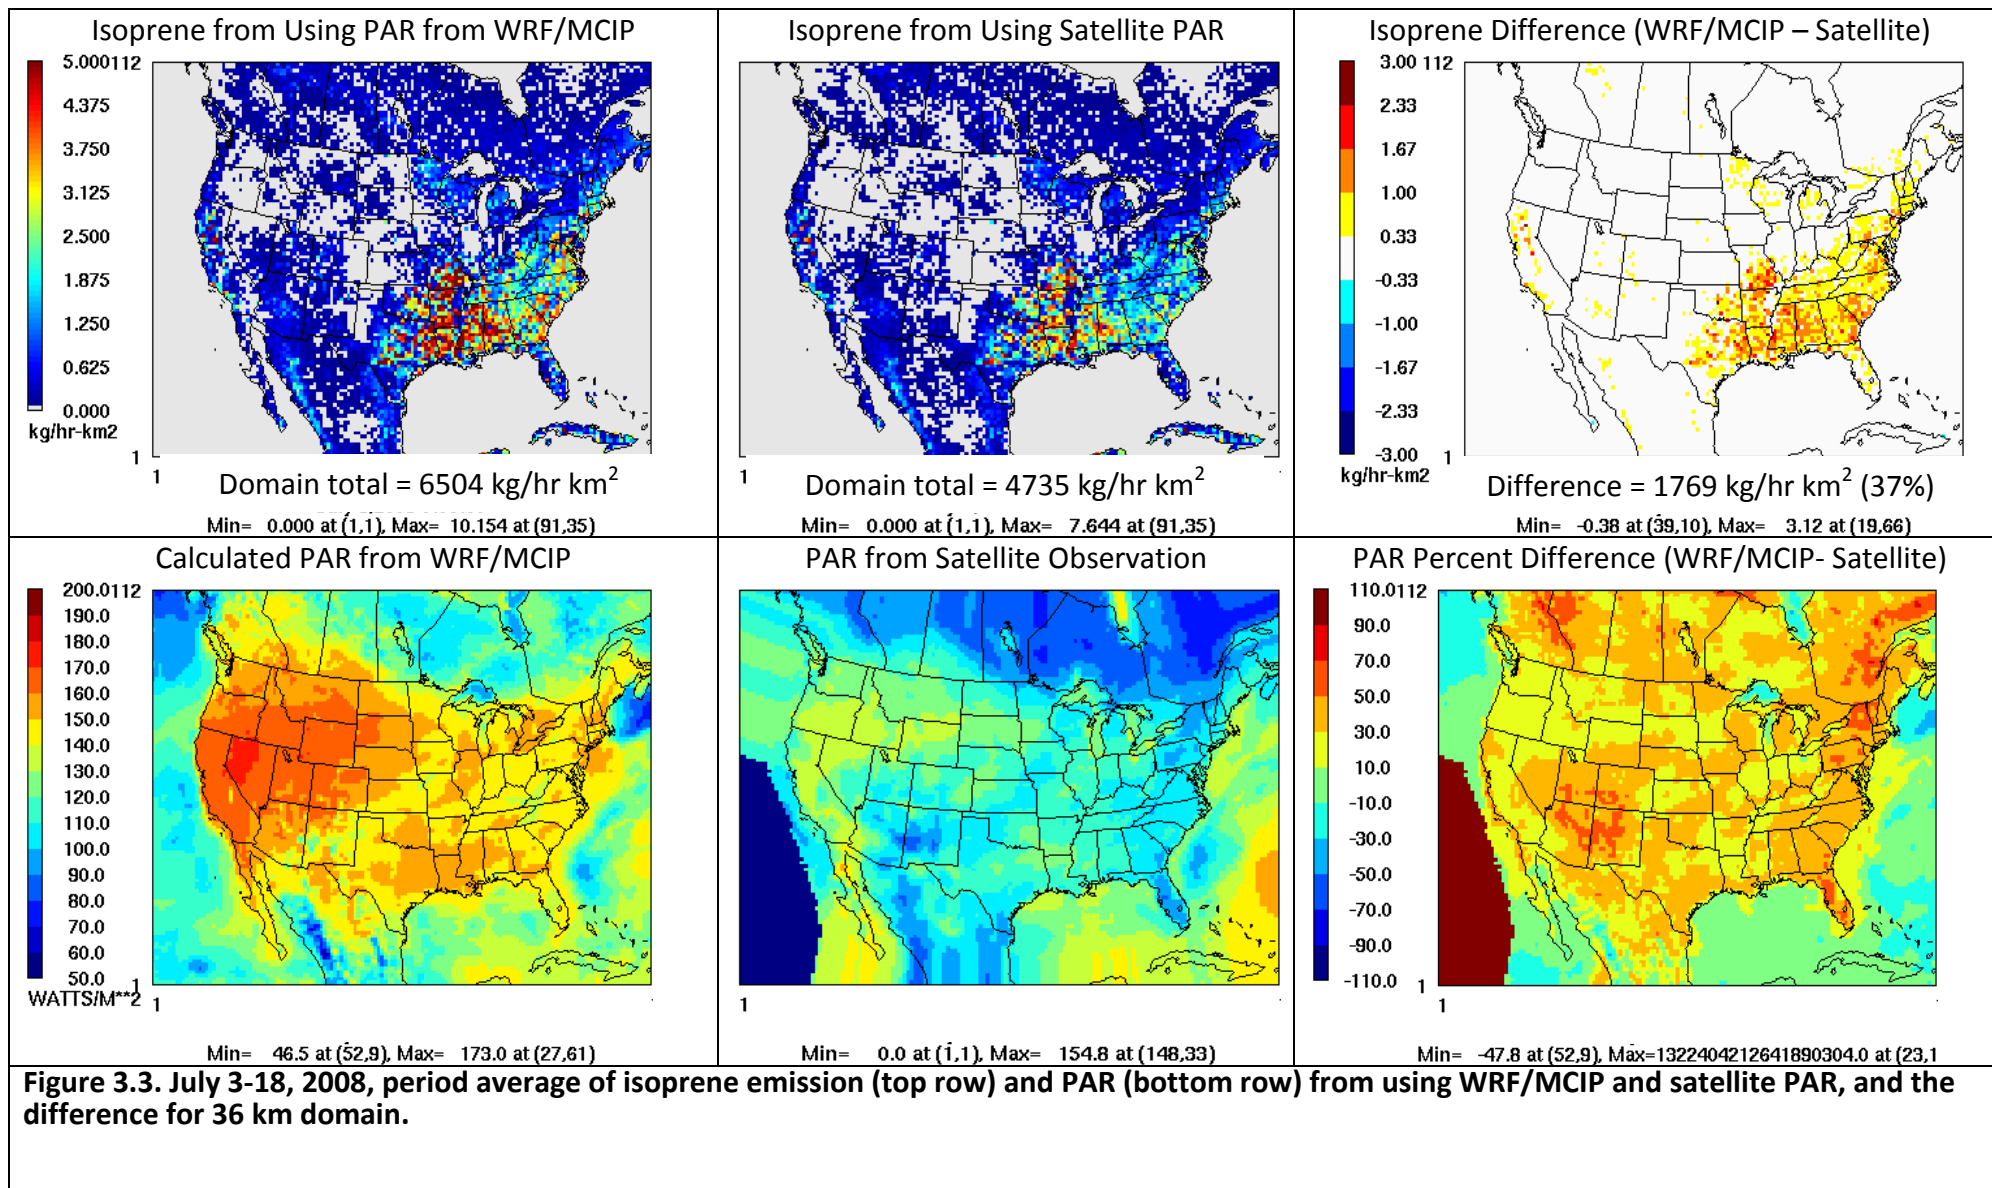 Isoprene from Using PAR from WRF/MCIP
5.000 112
4.375
3.750
3.125
2.500
1.875
1.250
0.625
0.000
kg/hr-km2
1
1
Domain total = 6504 kg/hr km²
Min= 0.000 at (1,1), Max= 10.154 at (91,35)
Isoprene from Using Satellite PAR
1
Domain total = 4735 kg/hr km²
Min= 0.000 at (1,1), Max= 7.644 at (91,35)
Isoprene Difference (WRF/MCIP – Satellite)
3.00 112
2.33
1.67
1.00
0.33
-0.33
-1.00
-1.67
-2.33
-3.00 1
kg/hr-km2
Difference = 1769 kg/hr km² (37%)
Min= -0.38 at (39,10), Max= 3.12 at (19,66)
Calculated PAR from WRF/MCIP
200.0112
190.0
180.0
170.0
160.0
150.0
140.0
130.0
120.0
110.0
100.0
90.0
80.0
70.0
60.0
50.0 1
WATTS/M**2
1
Min= 46.5 at (52,9), Max= 173.0 at (27,61)
PAR from Satellite Observation
1
Min= 0.0 at (1,1), Max= 154.8 at (148,33)
PAR Percent Difference (WRF/MCIP- Satellite)
110.0112
90.0
70.0
50.0
30.0
10.0
-10.0
-30.0
-50.0
-70.0
-90.0
-110.0 1
1
Min= -47.8 at (52,9), Max=1322404212641890304.0 at (23,1
Figure 3.3. July 3-18, 2008, period average of isoprene emission (top row) and PAR (bottom row) from using WRF/MCIP and satellite PAR, and the
difference for 36 km domain.